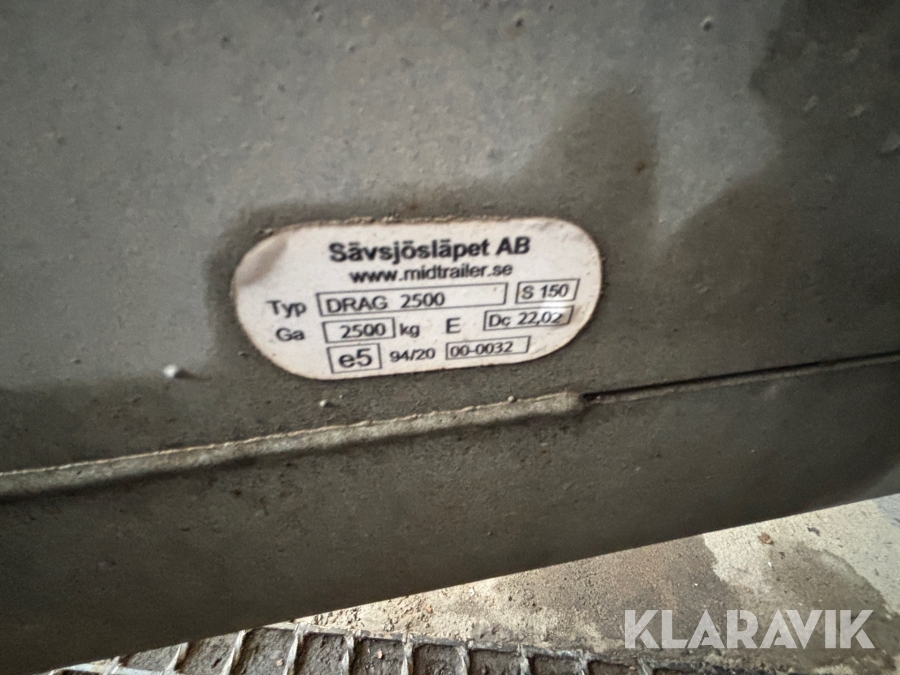 Sävsjösläpet AB
www.midtrailer.se
Typ DRAG 2500 S 150
Ga 2500 kg E Dc 22,02
e5 94/20 00-0032
KLARAVIK